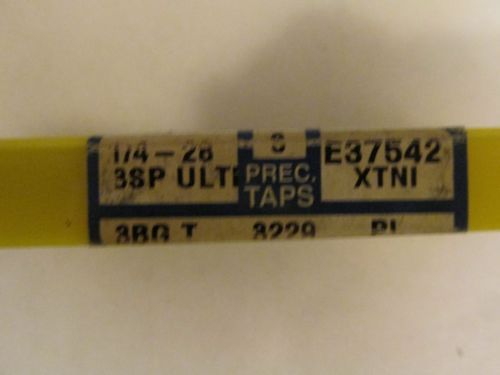 1/4-28 E37542
3SP ULT PREC. XTNI
TAPS
3BG T 3229